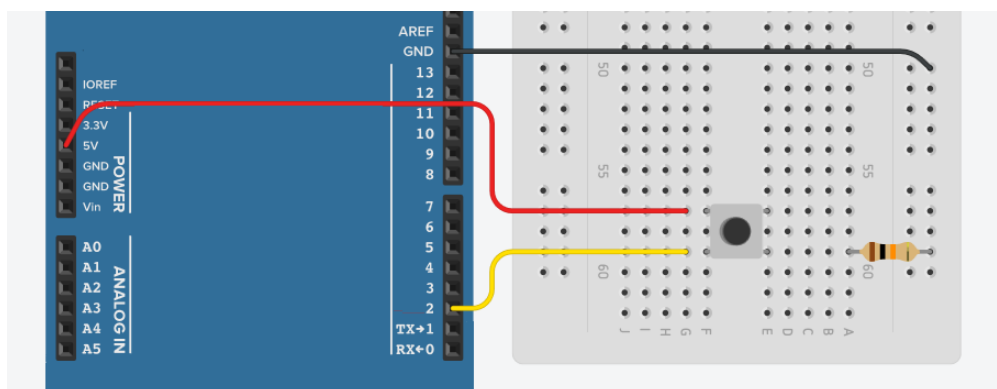 IOREF
RESET
3.3V
5V
GND
GND
Vin
POWER
A0
A1
A2
A3
A4
A5
ANALOG IN
AREF
GND
13
12
11
10
9
8
7
6
5
4
3
2
TX→1
RX←0
50
50
55
55
60
60
J I H G F
E D C B A